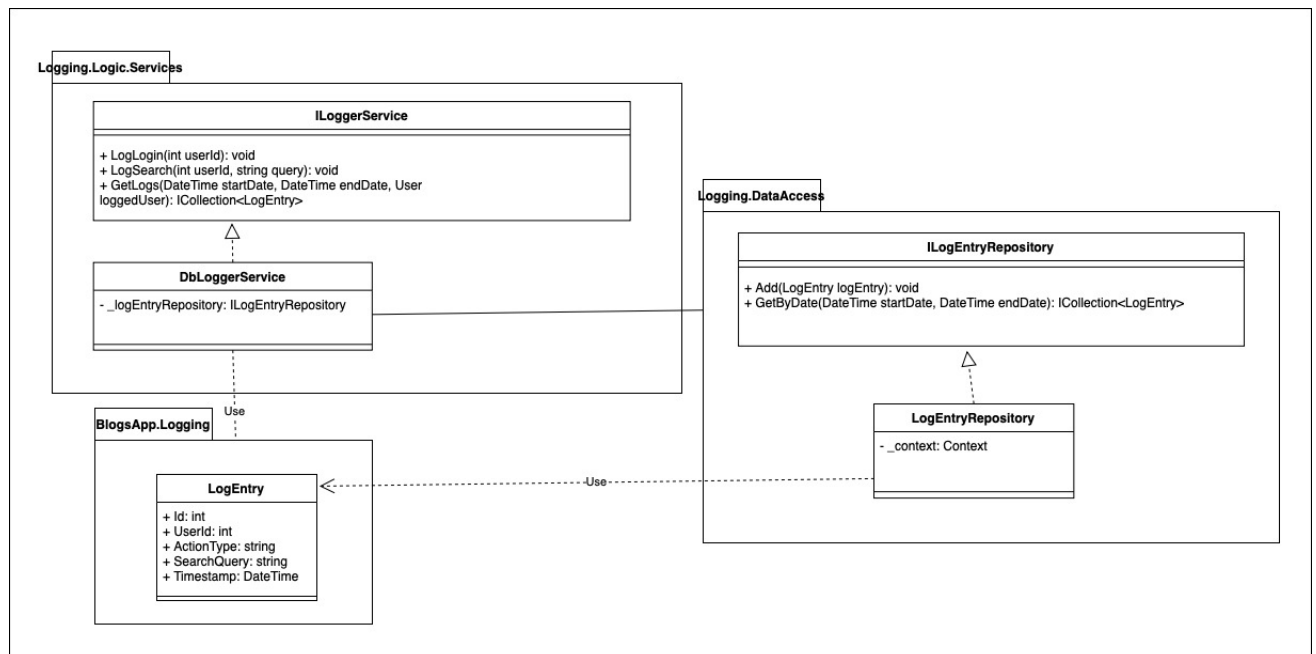 Logging.Logic.Services
ILoggerService
+ LogLogin(int userId): void
+ LogSearch(int userId, string query): void
+ GetLogs(DateTime startDate, DateTime endDate, User
loggedUser): ICollection<LogEntry>
DbLoggerService
- _logEntryRepository: ILogEntryRepository
Use
Logging.DataAccess
ILogEntryRepository
+ Add(LogEntry logEntry): void
+ GetByDate(DateTime startDate, DateTime endDate): ICollection<LogEntry>
LogEntryRepository
- _context: Context
Use
BlogsApp.Logging
LogEntry
+ Id: int
+ UserId: int
+ ActionType: string
+ SearchQuery: string
+ Timestamp: DateTime